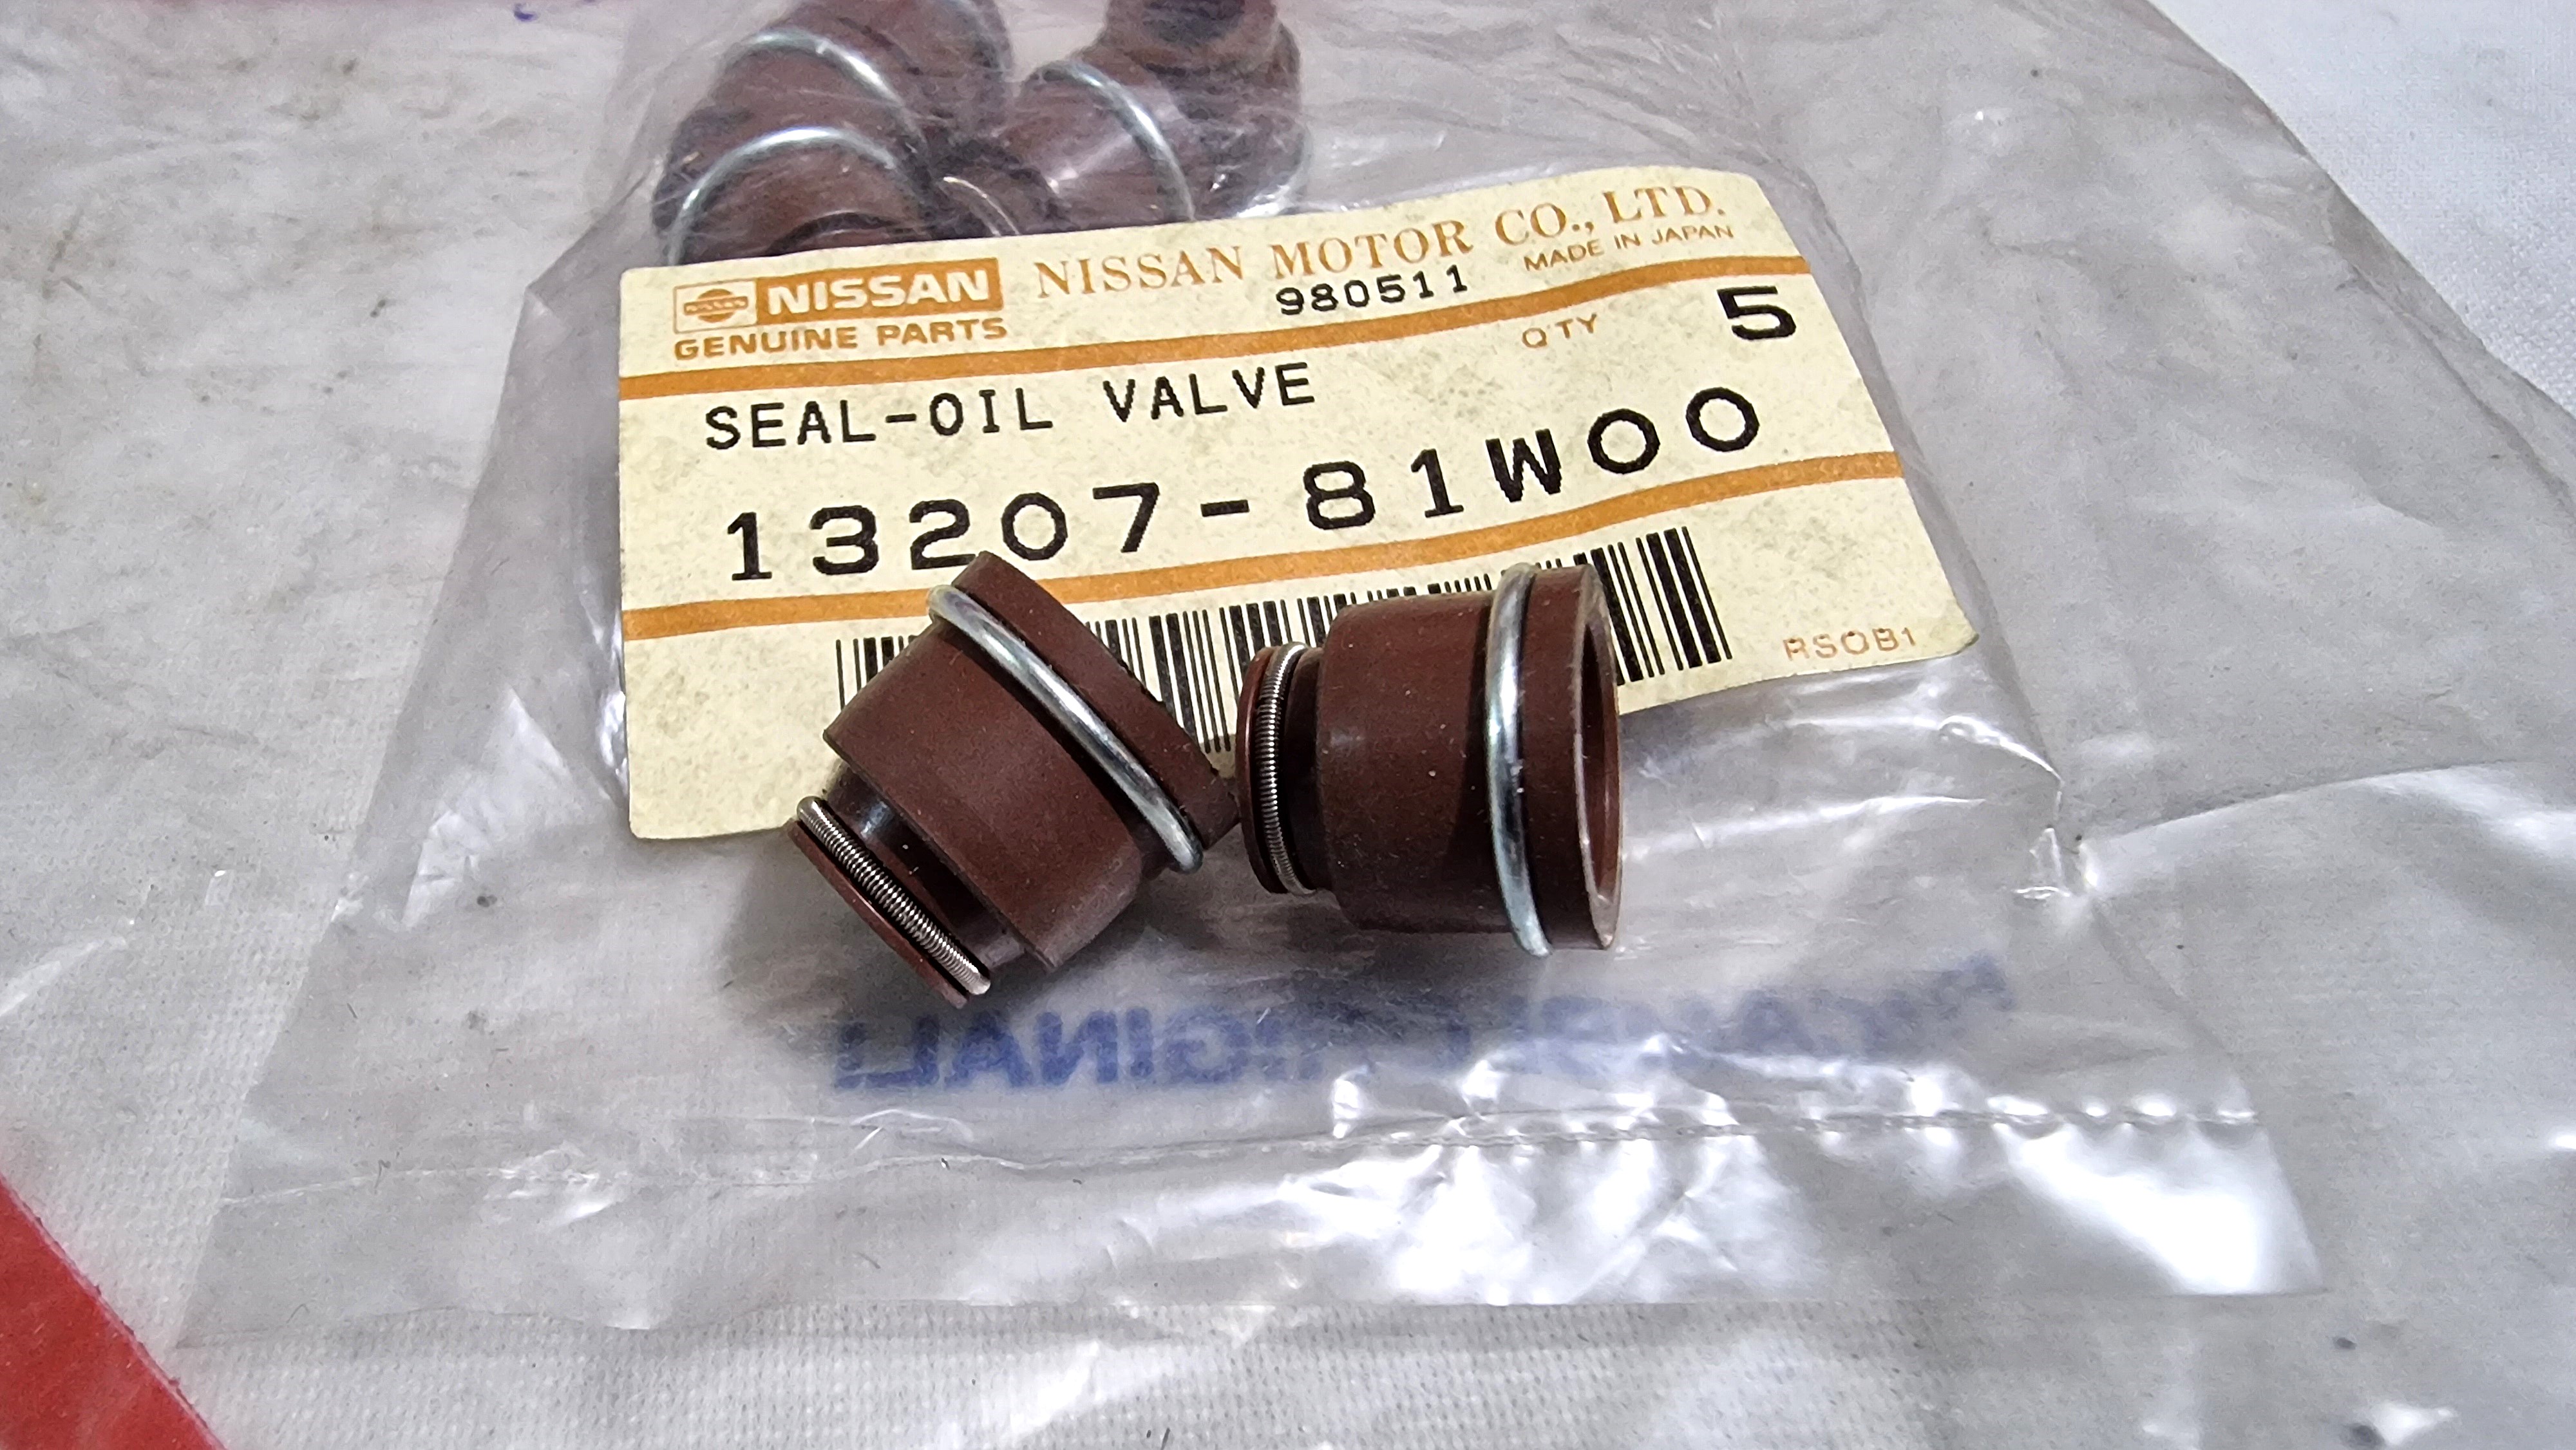 NISSAN
GENUINE PARTS
NISSAN MOTOR CO., LTD.
MADE IN JAPAN
980511
Q'TY 5
SEAL-OIL VALVE
13207-81W00
RSOB1